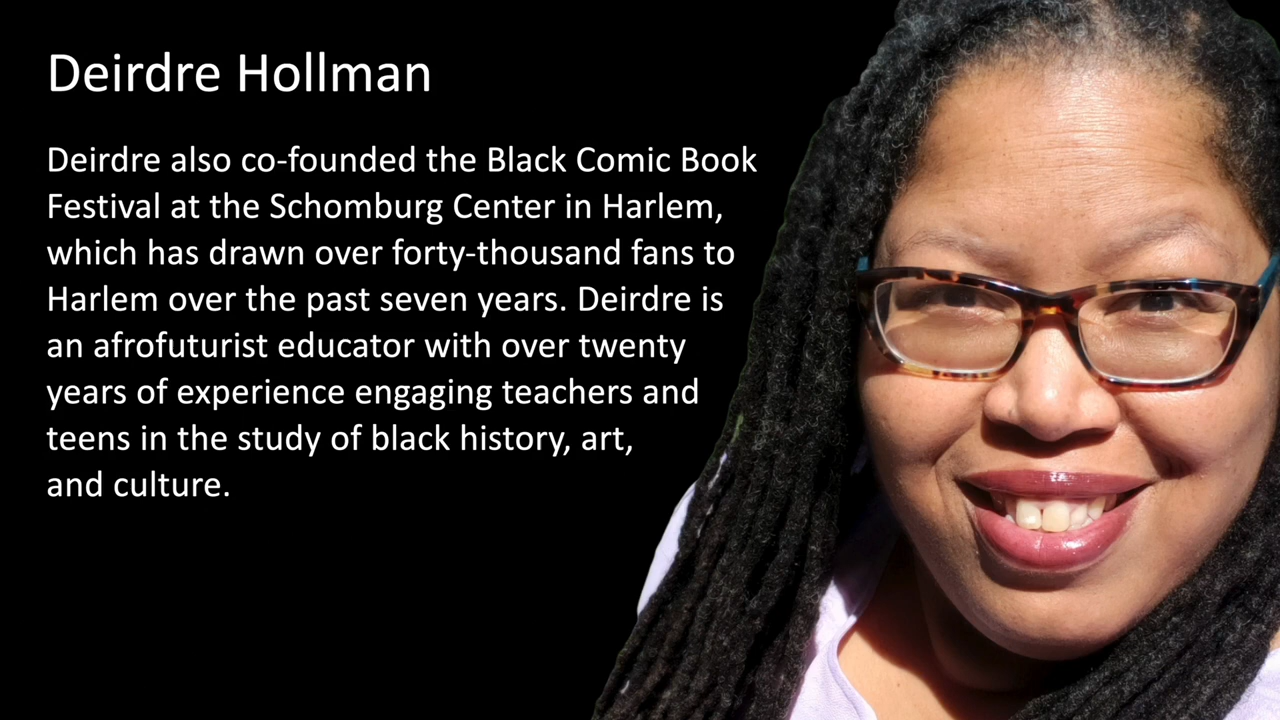 Deirdre Hollman
Deirdre also co-founded the Black Comic Book
Festival at the Schomburg Center in Harlem,
which has drawn over forty-thousand fans to
Harlem over the past seven years. Deirdre is
an afrofuturist educator with over twenty
years of experience engaging teachers and
teens in the study of black history, art,
and culture.